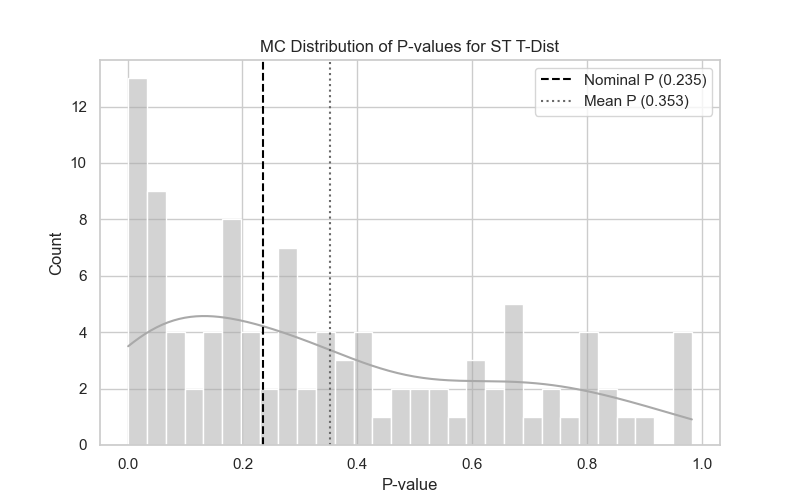 MC Distribution of P-values for ST T-Dist
Nominal P (0.235)
Mean P (0.353)
Count
12
10
8
6
4
2
0
0.0 0.2 0.4 0.6 0.8 1.0
P-value